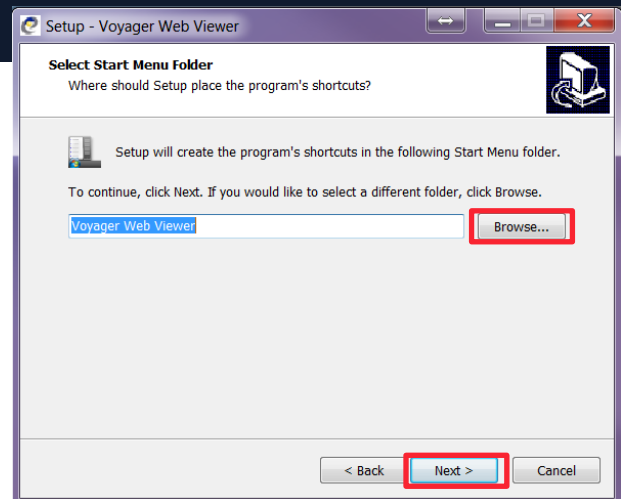 Setup - Voyager Web Viewer
Select Start Menu Folder
Where should Setup place the program's shortcuts?
Setup will create the program's shortcuts in the following Start Menu folder.
To continue, click Next. If you would like to select a different folder, click Browse.
Voyager Web Viewer
Browse...
< Back
Next >
Cancel